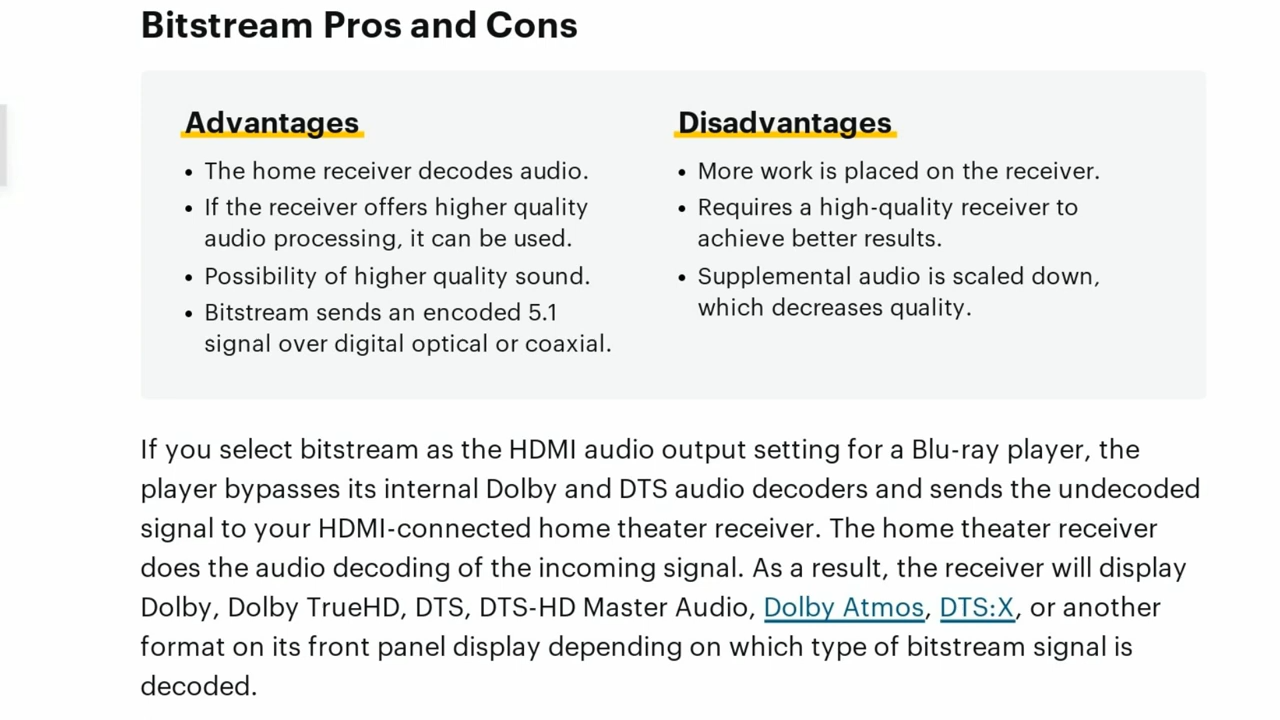 Bitstream Pros and Cons
Advantages
The home receiver decodes audio.
If the receiver offers higher quality
audio processing, it can be used.
Possibility of higher quality sound.
Bitstream sends an encoded 5.1
signal over digital optical or coaxial.
Disadvantages
More work is placed on the receiver.
Requires a high-quality receiver to
achieve better results.
Supplemental audio is scaled down,
which decreases quality.
If you select bitstream as the HDMI audio output setting for a Blu-ray player, the
player bypasses its internal Dolby and DTS audio decoders and sends the undecoded
signal to your HDMI-connected home theater receiver. The home theater receiver
does the audio decoding of the incoming signal. As a result, the receiver will display
Dolby, Dolby TrueHD, DTS, DTS-HD Master Audio, Dolby Atmos, DTS:X, or another
format on its front panel display depending on which type of bitstream signal is
decoded.